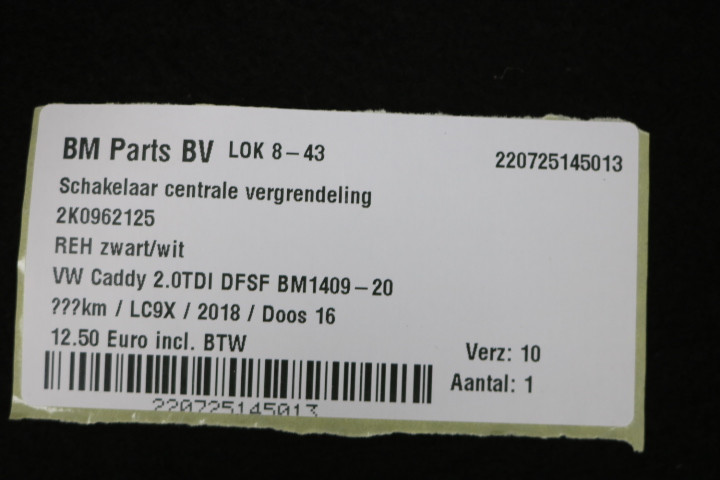 BM Parts BV LOK 8-43 220725145013
Schakelaar centrale vergrendeling
2K0962125
REH zwart/wit
VW Caddy 2.0TDI DFSF BM1409-20
???km / LC9X / 2018 / Doos 16
12.50 Euro incl. BTW
Verz: 10
Aantal: 1
220725145013